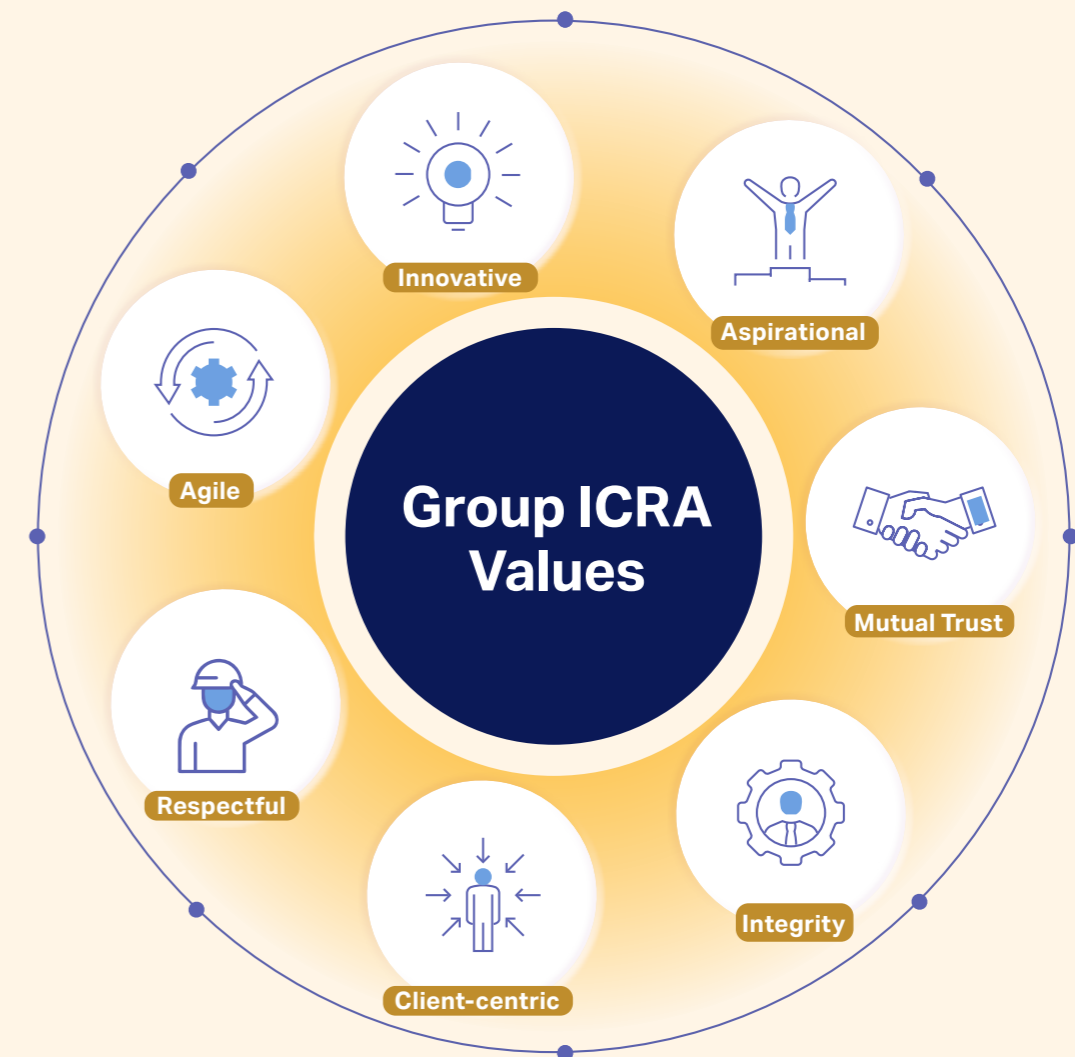 Innovative
Aspirational
Agile
Group ICRA
Values
Mutual Trust
Respectful
Integrity
Client-centric